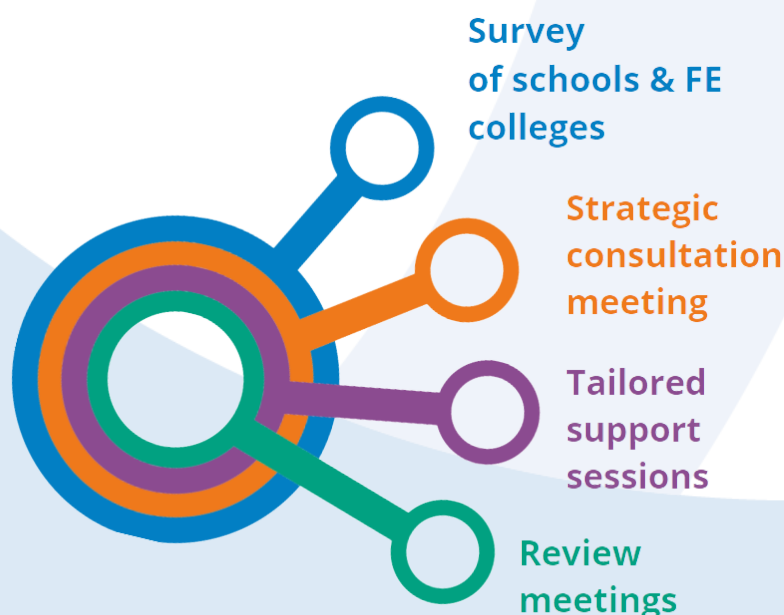 Survey
of schools & FE
colleges
Strategic
consultation
meeting
Tailored
support
sessions
Review
meetings